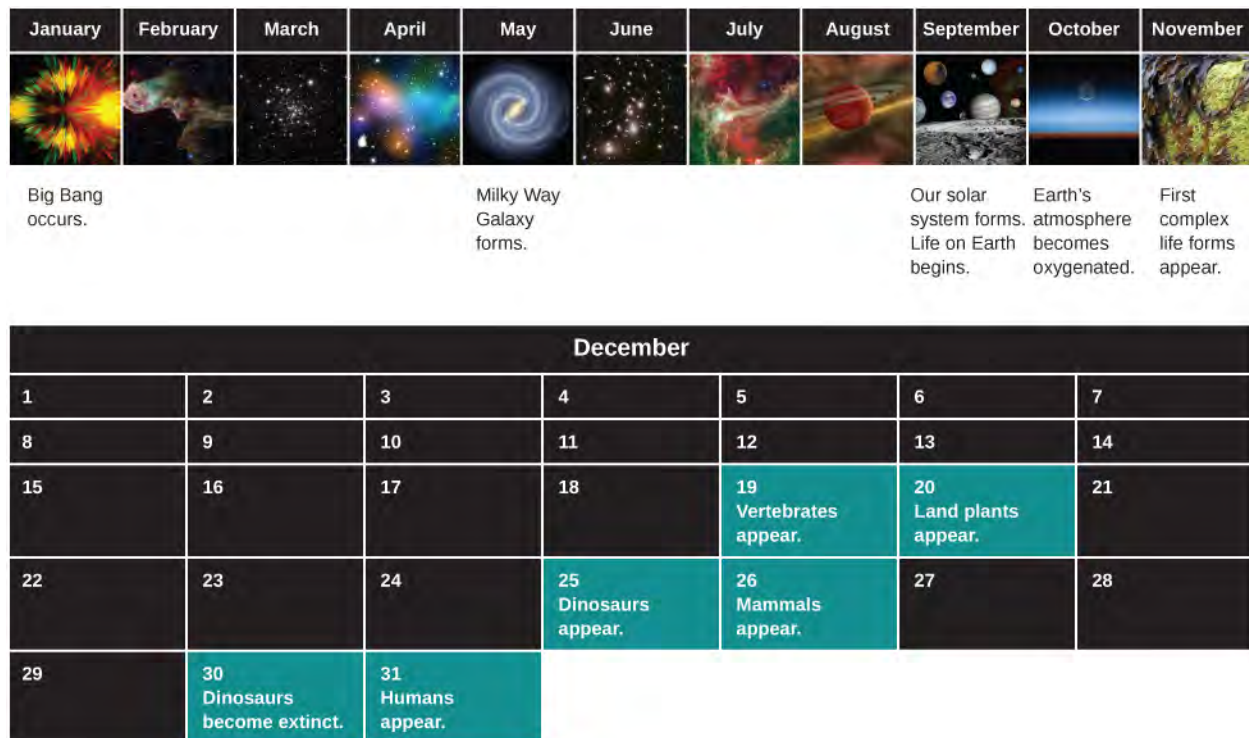 January February March April May June July August September October November
Big Bang
occurs.
Milky Way
Galaxy
forms.
Our solar
system forms.
Life on Earth
begins.
Earth’s
atmosphere
becomes
oxygenated.
First
complex
life forms
appear.
December
1 2 3 4 5 6 7
8 9 10 11 12 13 14
15 16 17 18 19 20 21
Vertebrates
appear.
Land plants
appear.
22 23 24 25 26 27 28
Dinosaurs
appear.
Mammals
appear.
29 30 31
Dinosaurs
become extinct.
Humans
appear.